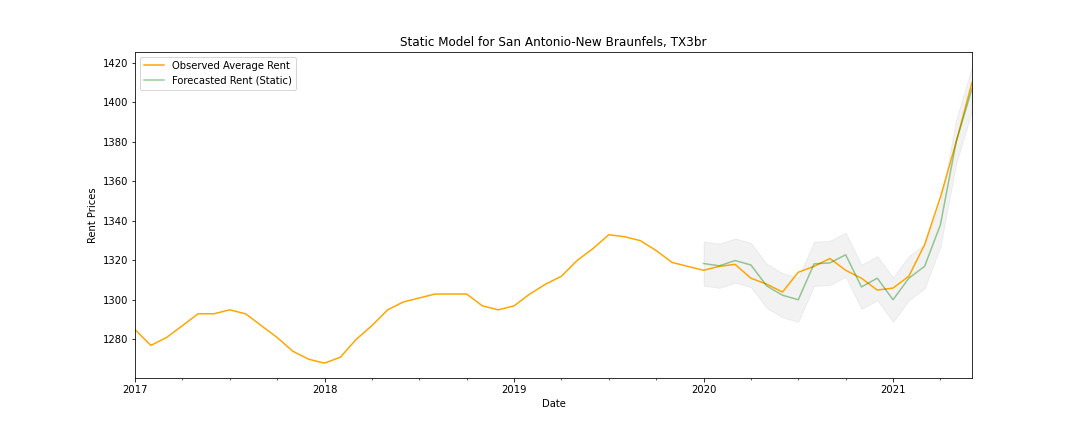 Static Model for San Antonio-New Braunfels, TX3br
Observed Average Rent
Forecasted Rent (Static)
Rent Prices
1420
1400
1380
1360
1340
1320
1300
1280
2017
2018
2019
2020
2021
Date